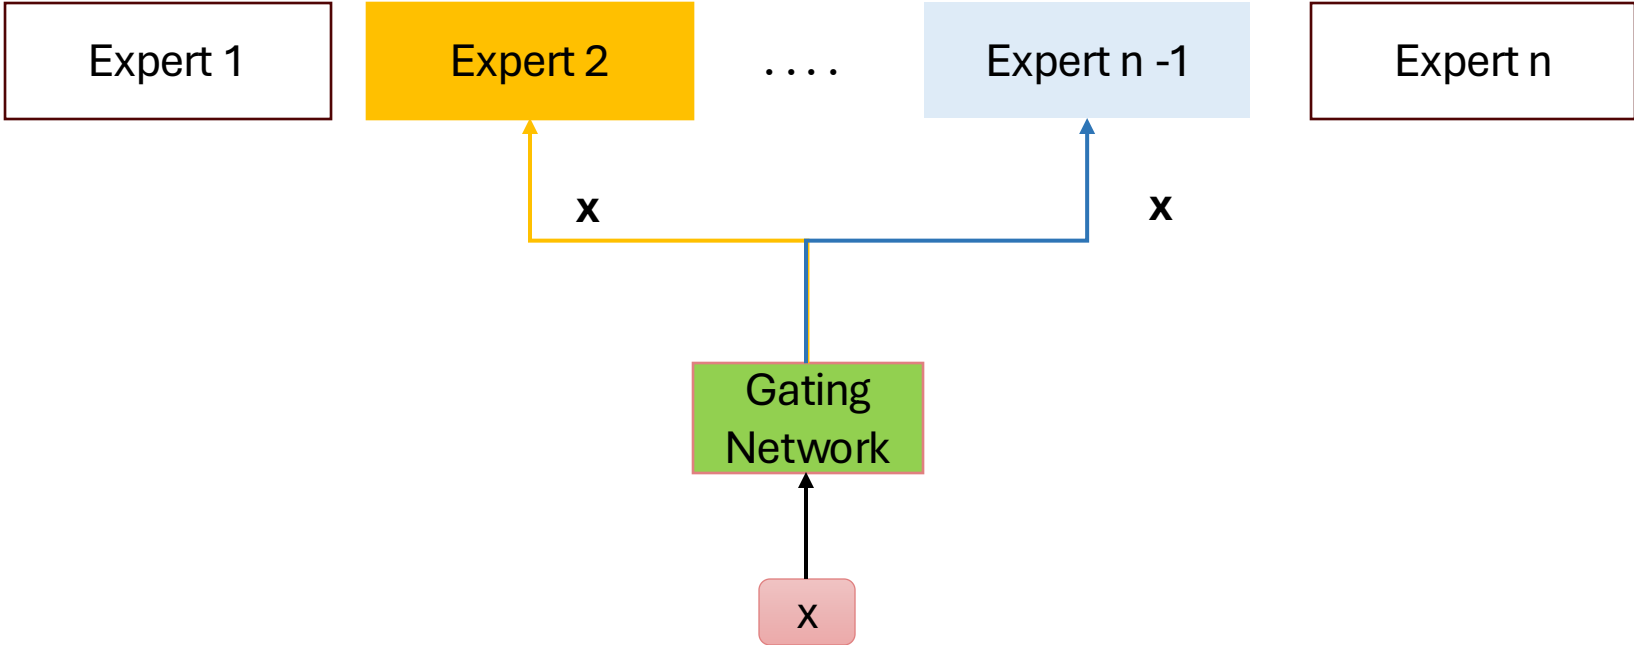 Expert 1
Expert 2
....
Expert n -1
Expert n
x
x
Gating
Network
x